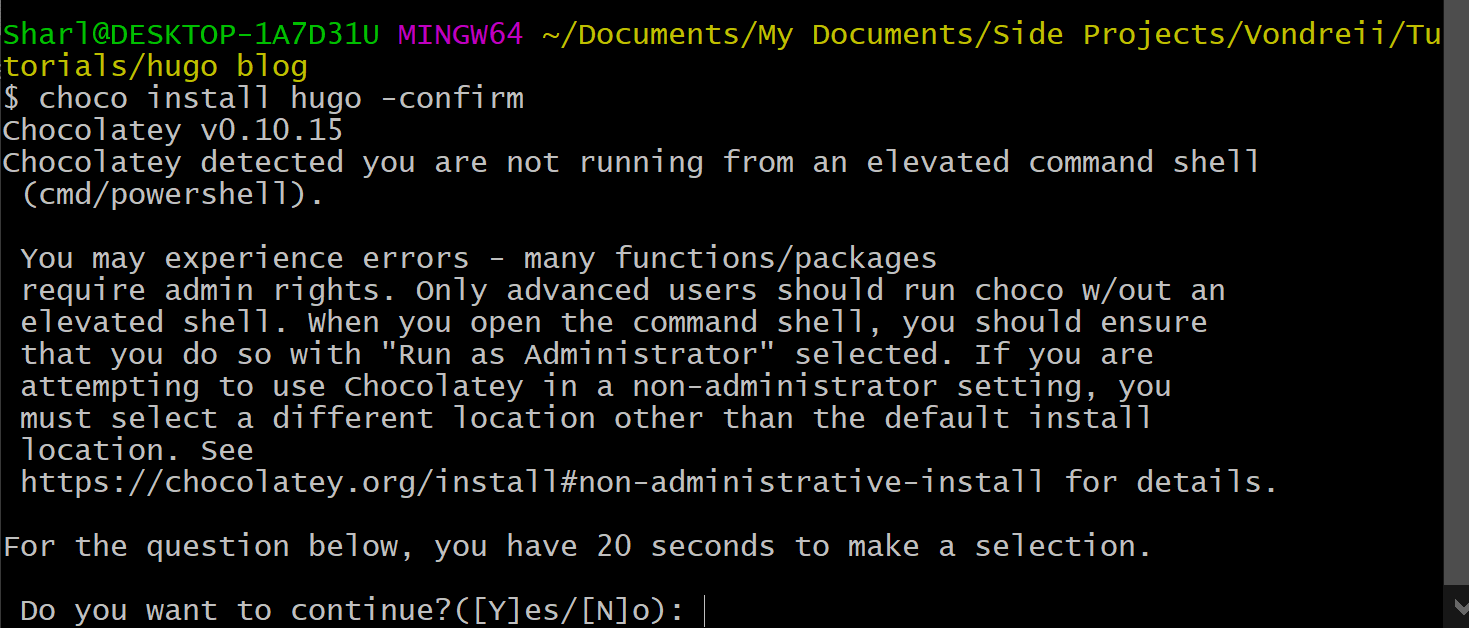 Sharl@DESKTOP-1A7D31U MINGW64 ~/Documents/My Documents/Side Projects/Vondreii/Tu
torials/hugo blog
$ choco install hugo -confirm
Chocolatey v0.10.15
Chocolatey detected you are not running from an elevated command shell
(cmd/powershell).
You may experience errors - many functions/packages
require admin rights. Only advanced users should run choco w/out an
elevated shell. When you open the command shell, you should ensure
that you do so with "Run as Administrator" selected. If you are
attempting to use Chocolatey in a non-administrator setting, you
must select a different location other than the default install
location. See
https://chocolatey.org/install#non-administrative-install for details.
For the question below, you have 20 seconds to make a selection.
Do you want to continue?([Y]es/[N]o):